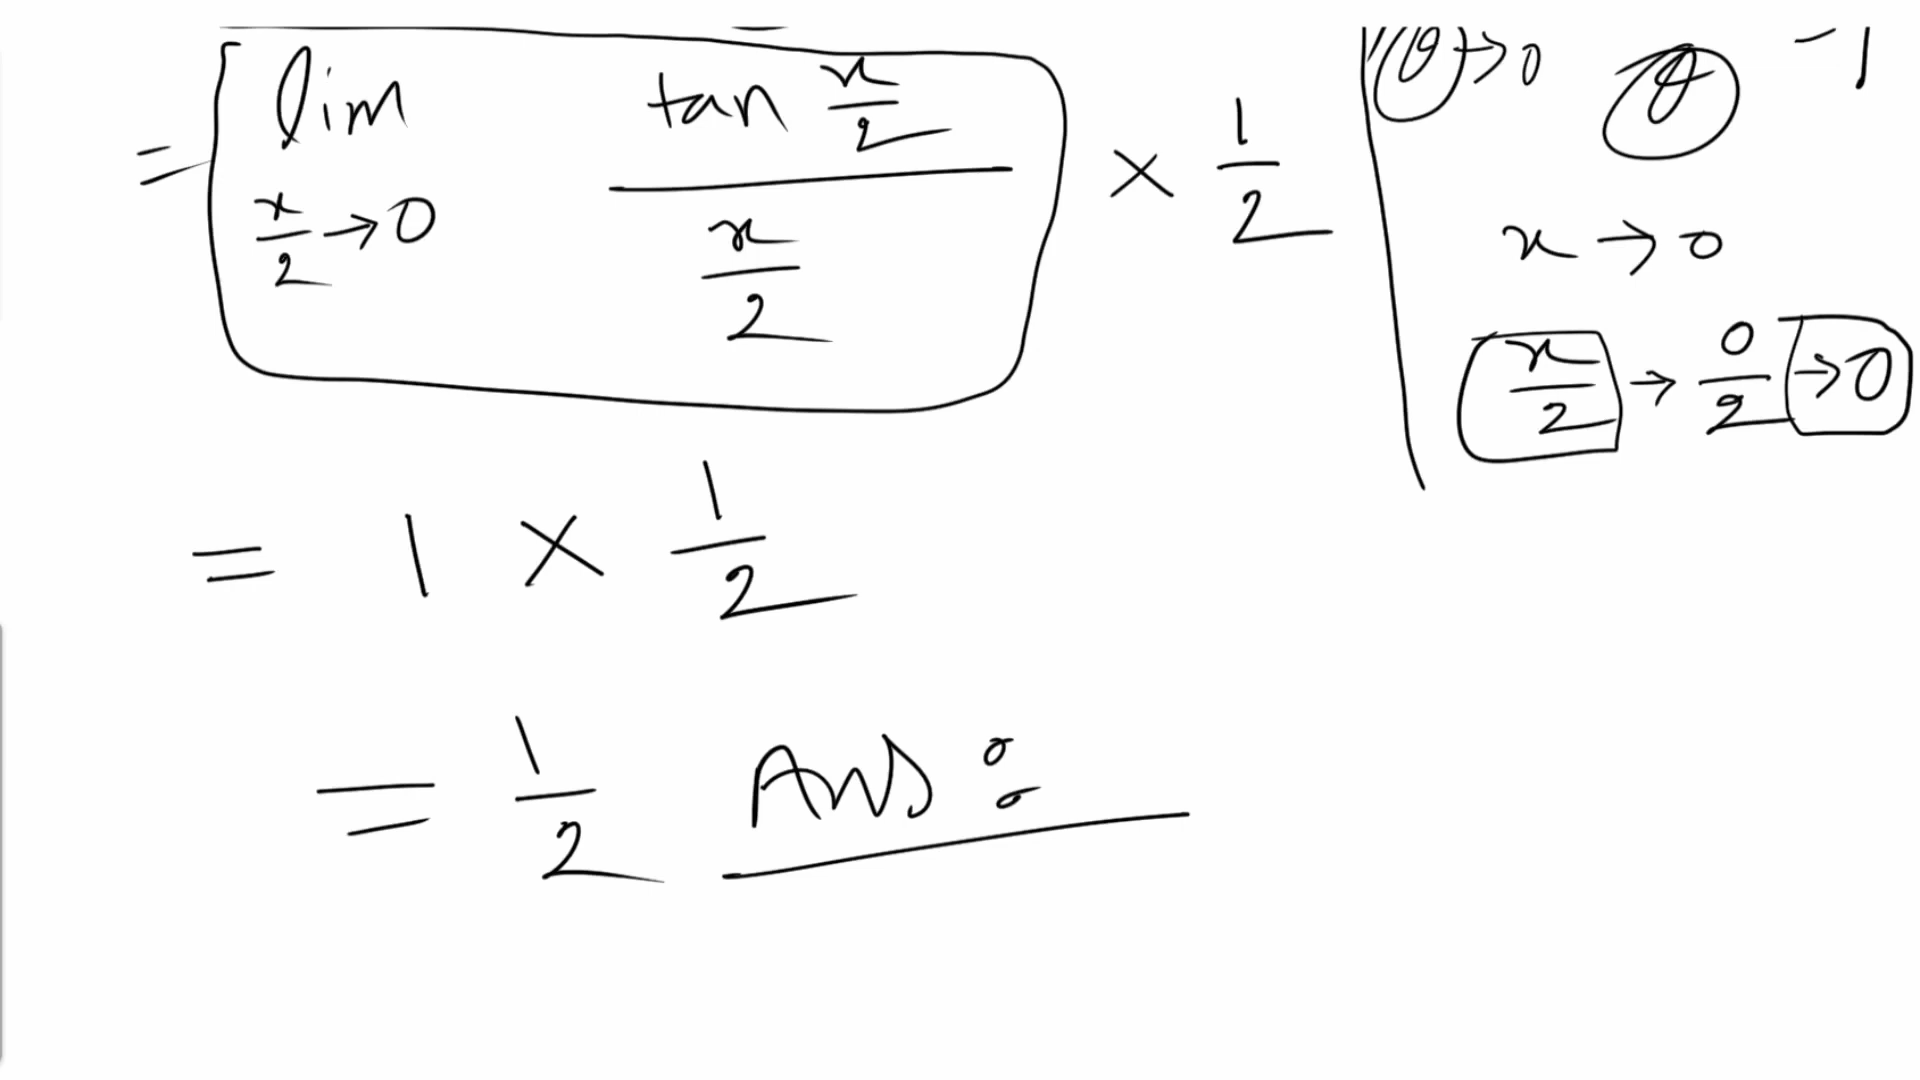 = lim x/2→0 (tan x/2)/(x/2) × 1/2
= 1 × 1/2
= 1/2 Ans:
θ→0 θ - 1
x → 0
x/2 → 0/2 → 0